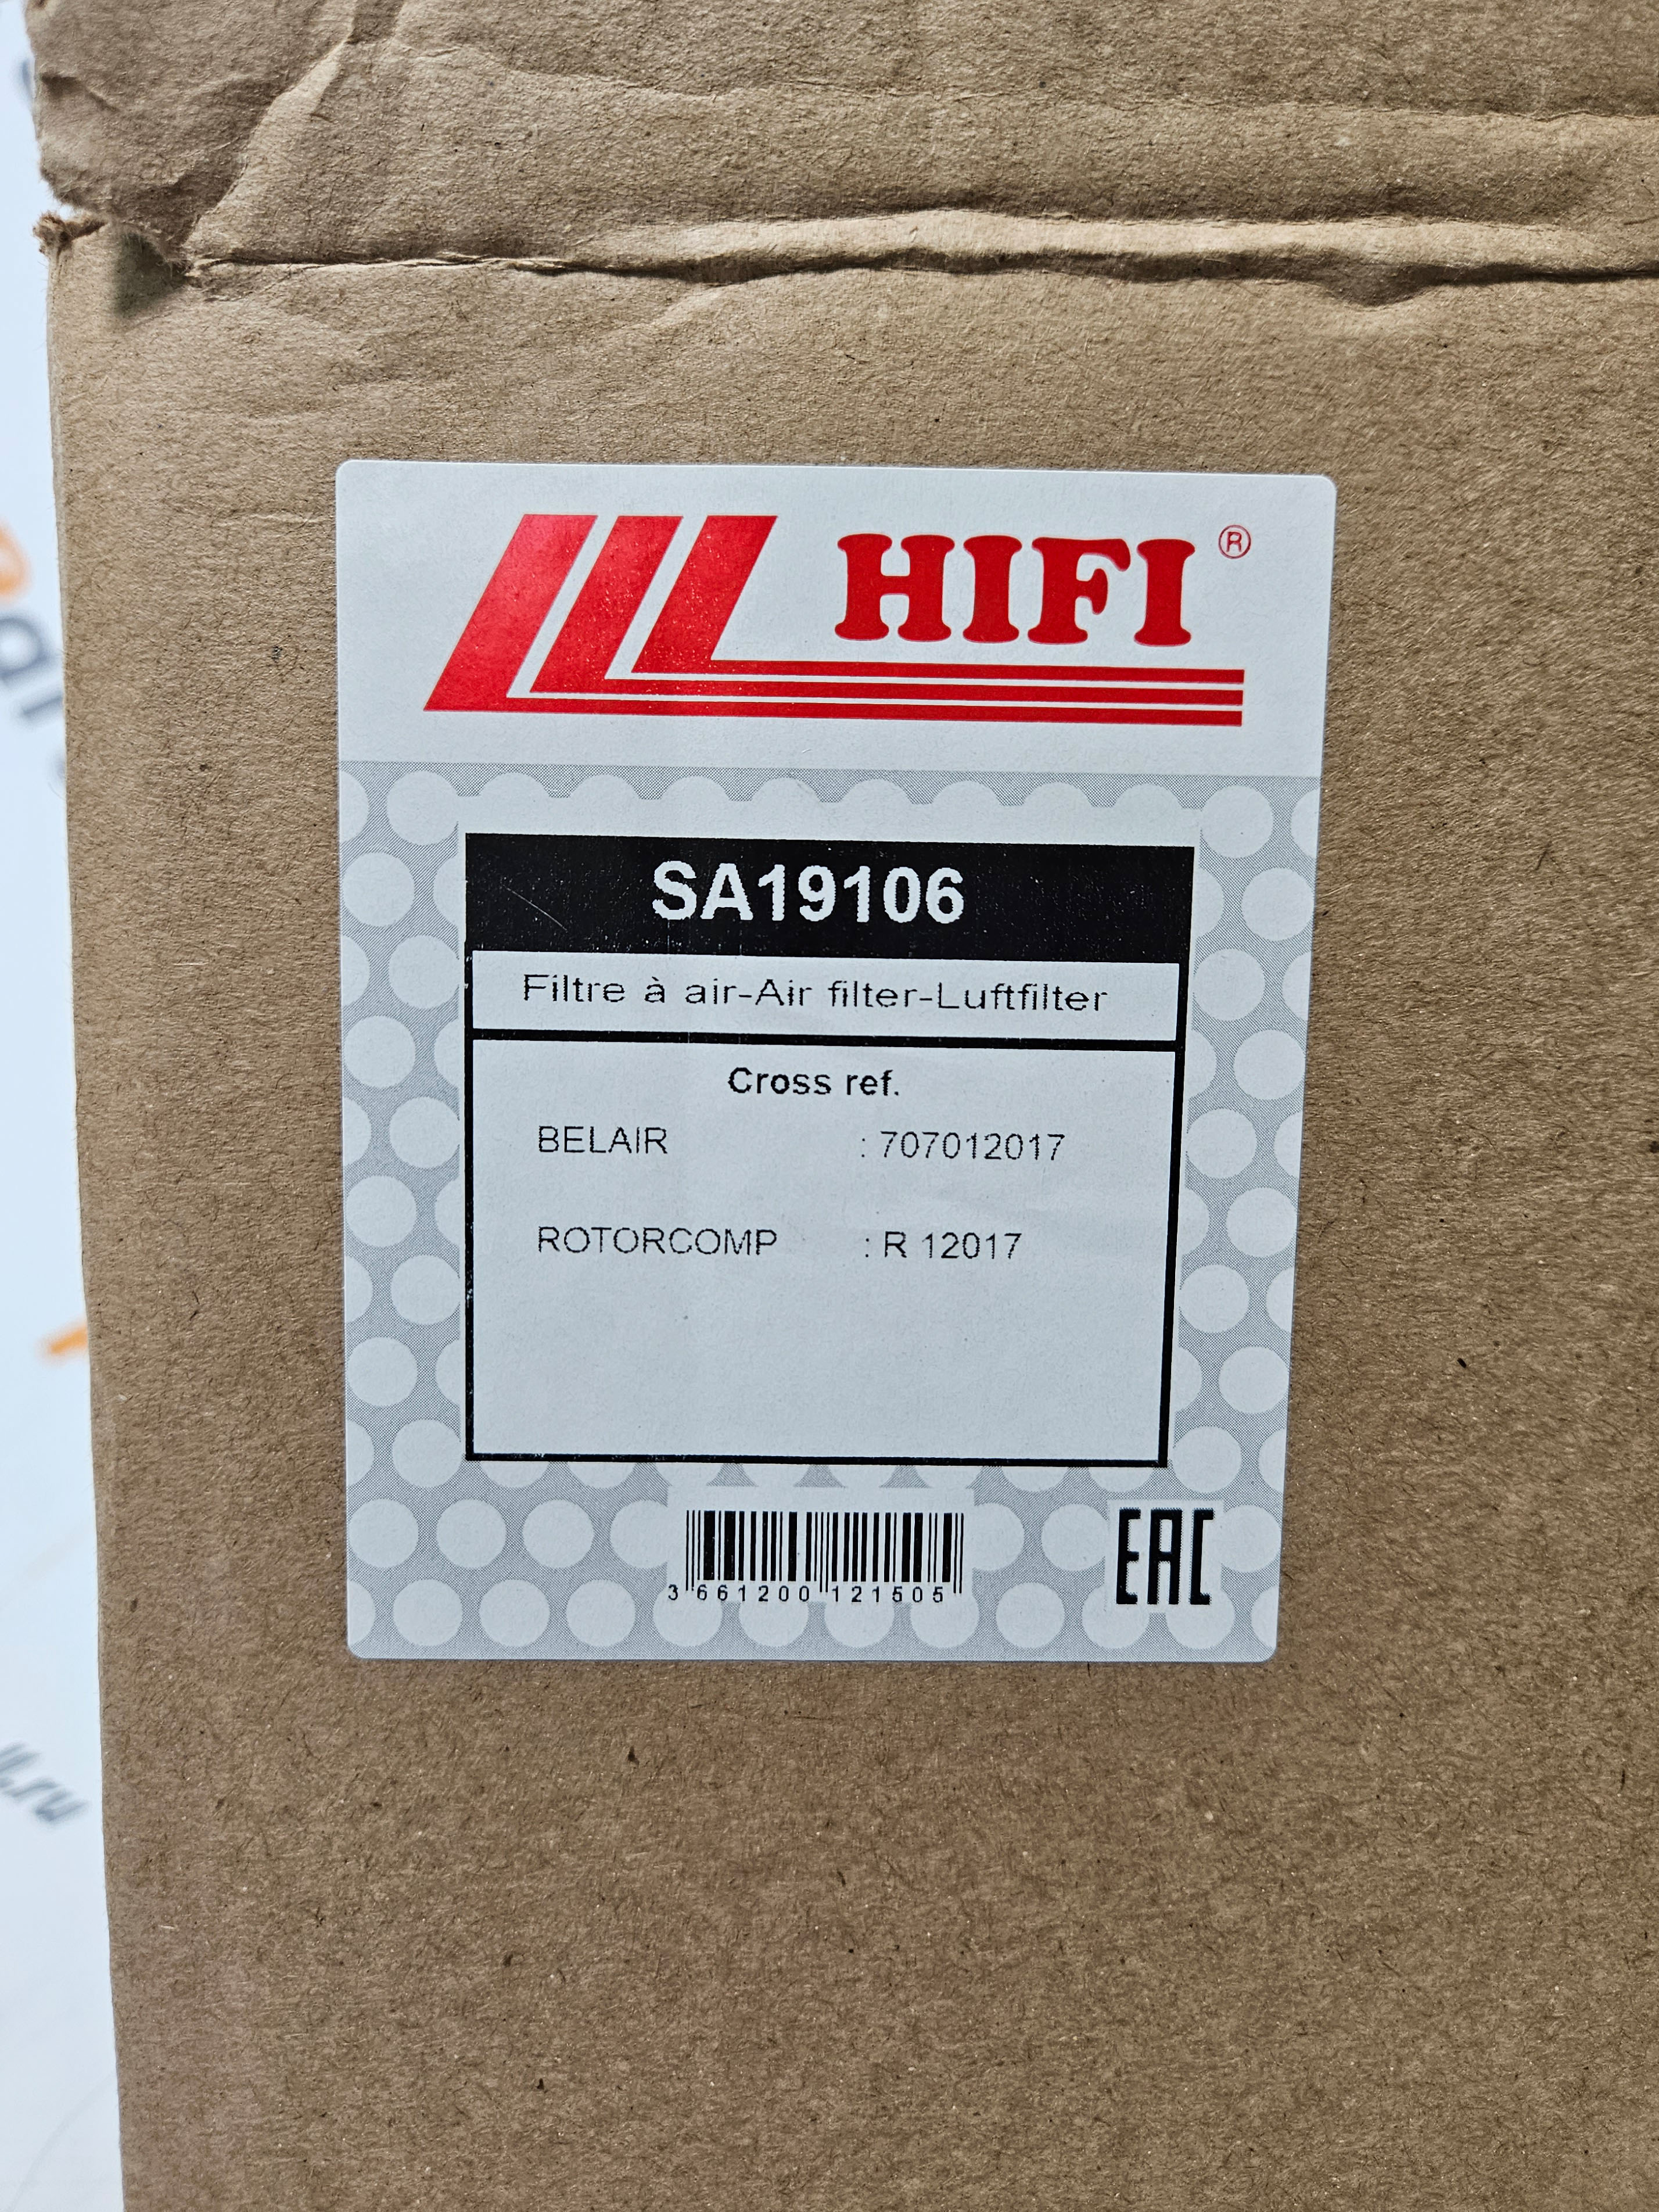 HIFI ®
SA19106
Filtre à air-Air filter-Luftfilter
Cross ref.
BELAIR : 707012017
ROTORCOMP : R 12017
3 661200 121505
EAC